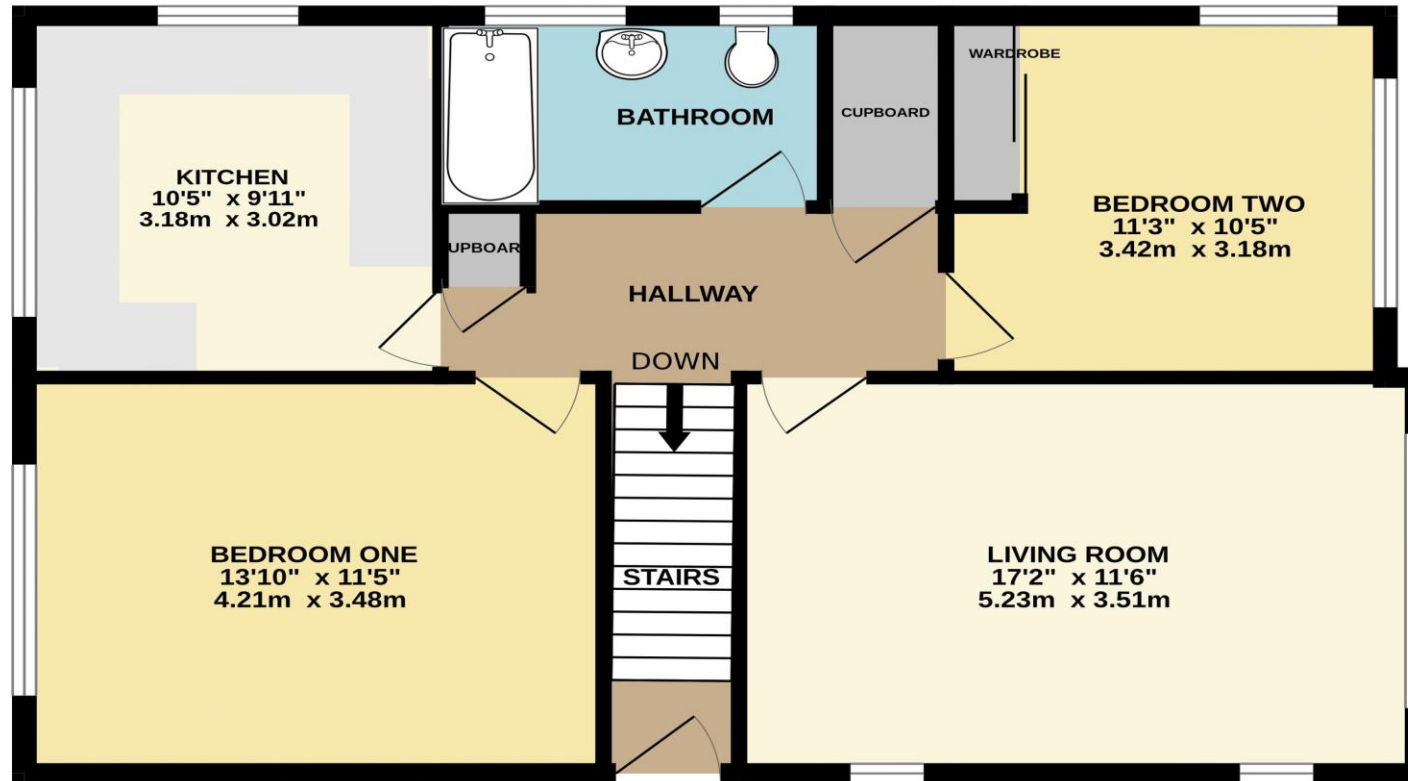 KITCHEN
10'5" x 9'11"
3.18m x 3.02m
BATHROOM
CUPBOARD
WARDROBE
BEDROOM TWO
11'3" x 10'5"
3.42m x 3.18m
UPBOAR
HALLWAY
DOWN
BEDROOM ONE
13'10" x 11'5"
4.21m x 3.48m
STAIRS
LIVING ROOM
17'2" x 11'6"
5.23m x 3.51m